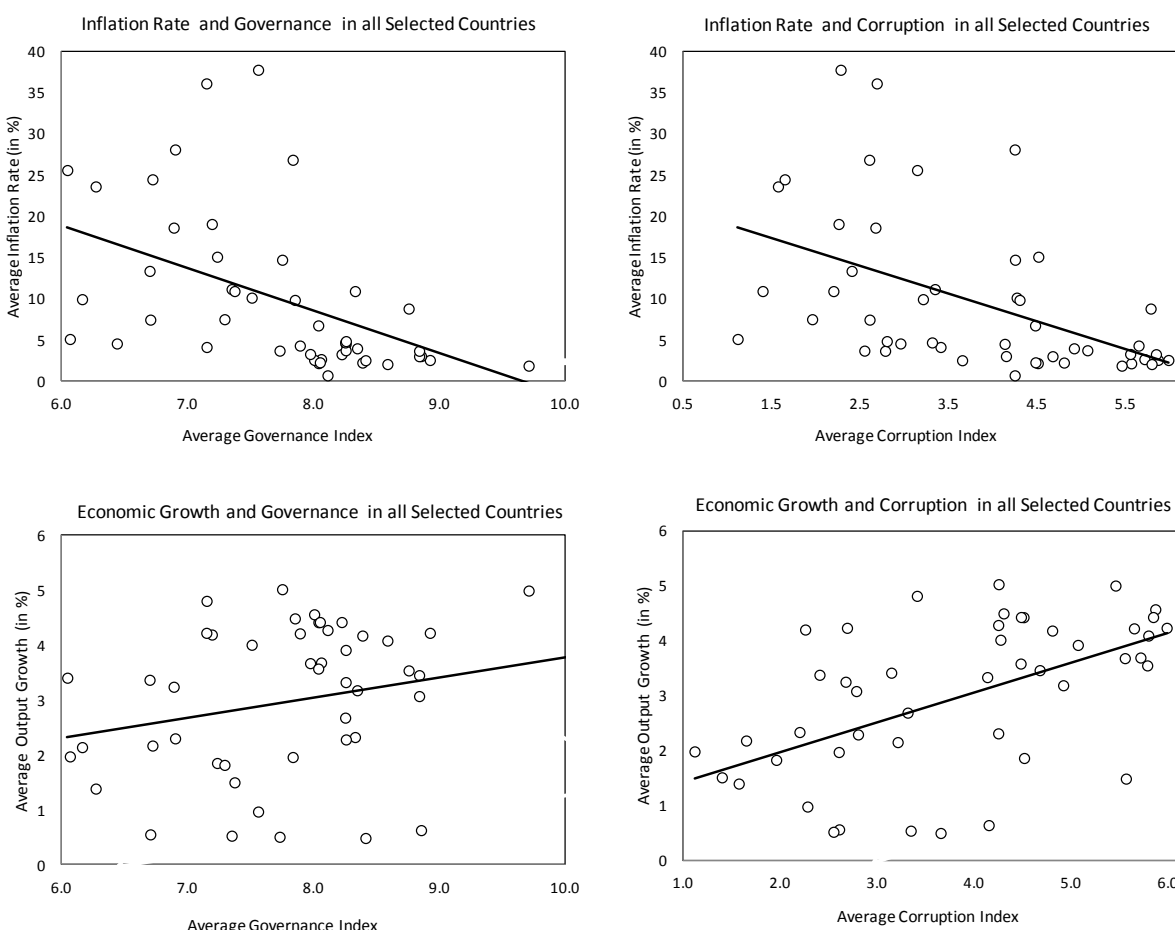 Inflation Rate and Governance in all Selected Countries
Average Inflation Rate (in %)
40
35
30
25
20
15
10
5
0
6.0 7.0 8.0 9.0 10.0
Average Governance Index
Inflation Rate and Corruption in all Selected Countries
Average Inflation Rate (in %)
40
35
30
25
20
15
10
5
0
0.5 1.5 2.5 3.5 4.5 5.5
Average Corruption Index
Economic Growth and Governance in all Selected Countries
Average Output Growth (in %)
6
5
4
3
2
1
0
6.0 7.0 8.0 9.0 10.0
Average Governance Index
Economic Growth and Corruption in all Selected Countries
Average Output Growth (in %)
6
5
4
3
2
1
0
1.0 2.0 3.0 4.0 5.0 6.0
Average Corruption Index